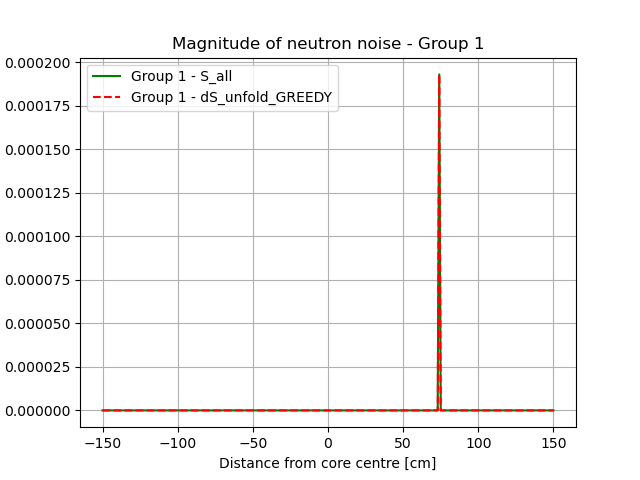 Magnitude of neutron noise - Group 1
0.000200
0.000175
0.000150
0.000125
0.000100
0.000075
0.000050
0.000025
0.000000
Group 1 - S_all
Group 1 - dS_unfold_GREEDY
−150 −100 −50 0 50 100 150
Distance from core centre [cm]